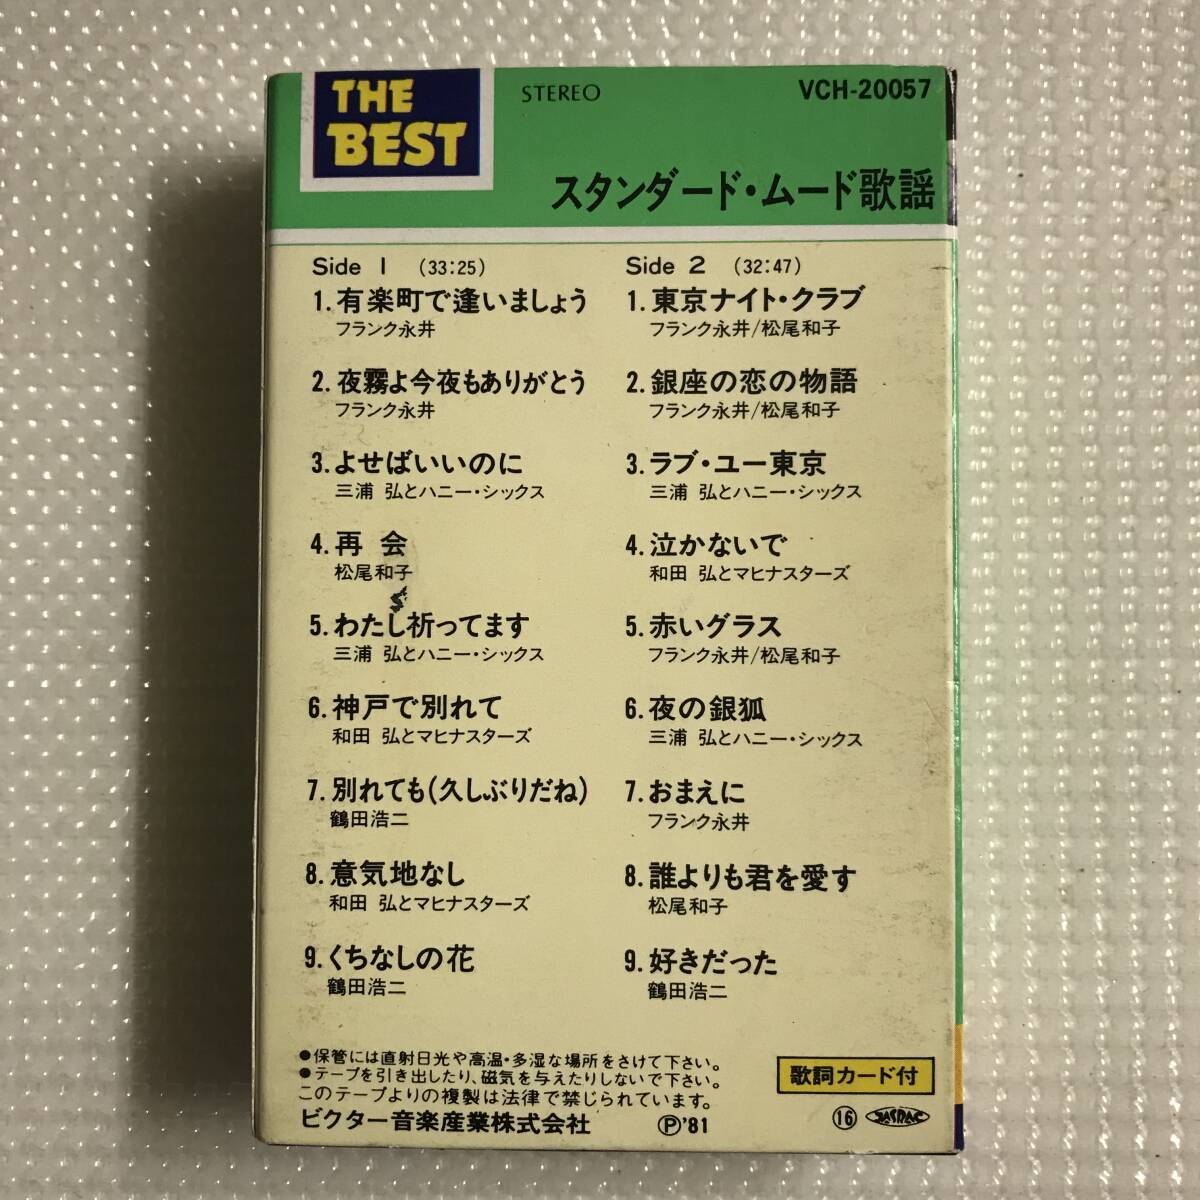 THE
BEST
STEREO
VCH-20057
スタンダード・ムード歌謡
Side 1 (33:25)
1. 有楽町で逢いましょう
フランク永井
2. 夜霧よ今夜もありがとう
フランク永井
3. よせばいいのに
三浦 弘とハニー・シックス
4. 再 会
松尾和子
5. わたし祈ってます
三浦 弘とハニー・シックス
6. 神戸で別れて
和田 弘とマヒナスターズ
7. 別れても(久しぶりだね)
鶴田浩二
8. 意気地なし
和田 弘とマヒナスターズ
9. くちなしの花
鶴田浩二
Side 2 (32:47)
1. 東京ナイト・クラブ
フランク永井/松尾和子
2. 銀座の恋の物語
フランク永井/松尾和子
3. ラブ・ユー東京
三浦 弘とハニー・シックス
4. 泣かないで
和田 弘とマヒナスターズ
5. 赤いグラス
フランク永井/松尾和子
6. 夜の銀狐
三浦 弘とハニー・シックス
7. おまえに
フランク永井
8. 誰よりも君を愛す
松尾和子
9. 好きだった
鶴田浩二
●保管には直射日光や高温・多湿な場所をさけて下さい。
●テープを引き出したり、磁気を与えたりしないで下さい。
このテープよりの複製は法律で禁じられています。
ビクター音楽産業株式会社 Ⓟ'81
歌詞カード付
⑯ JASRAC